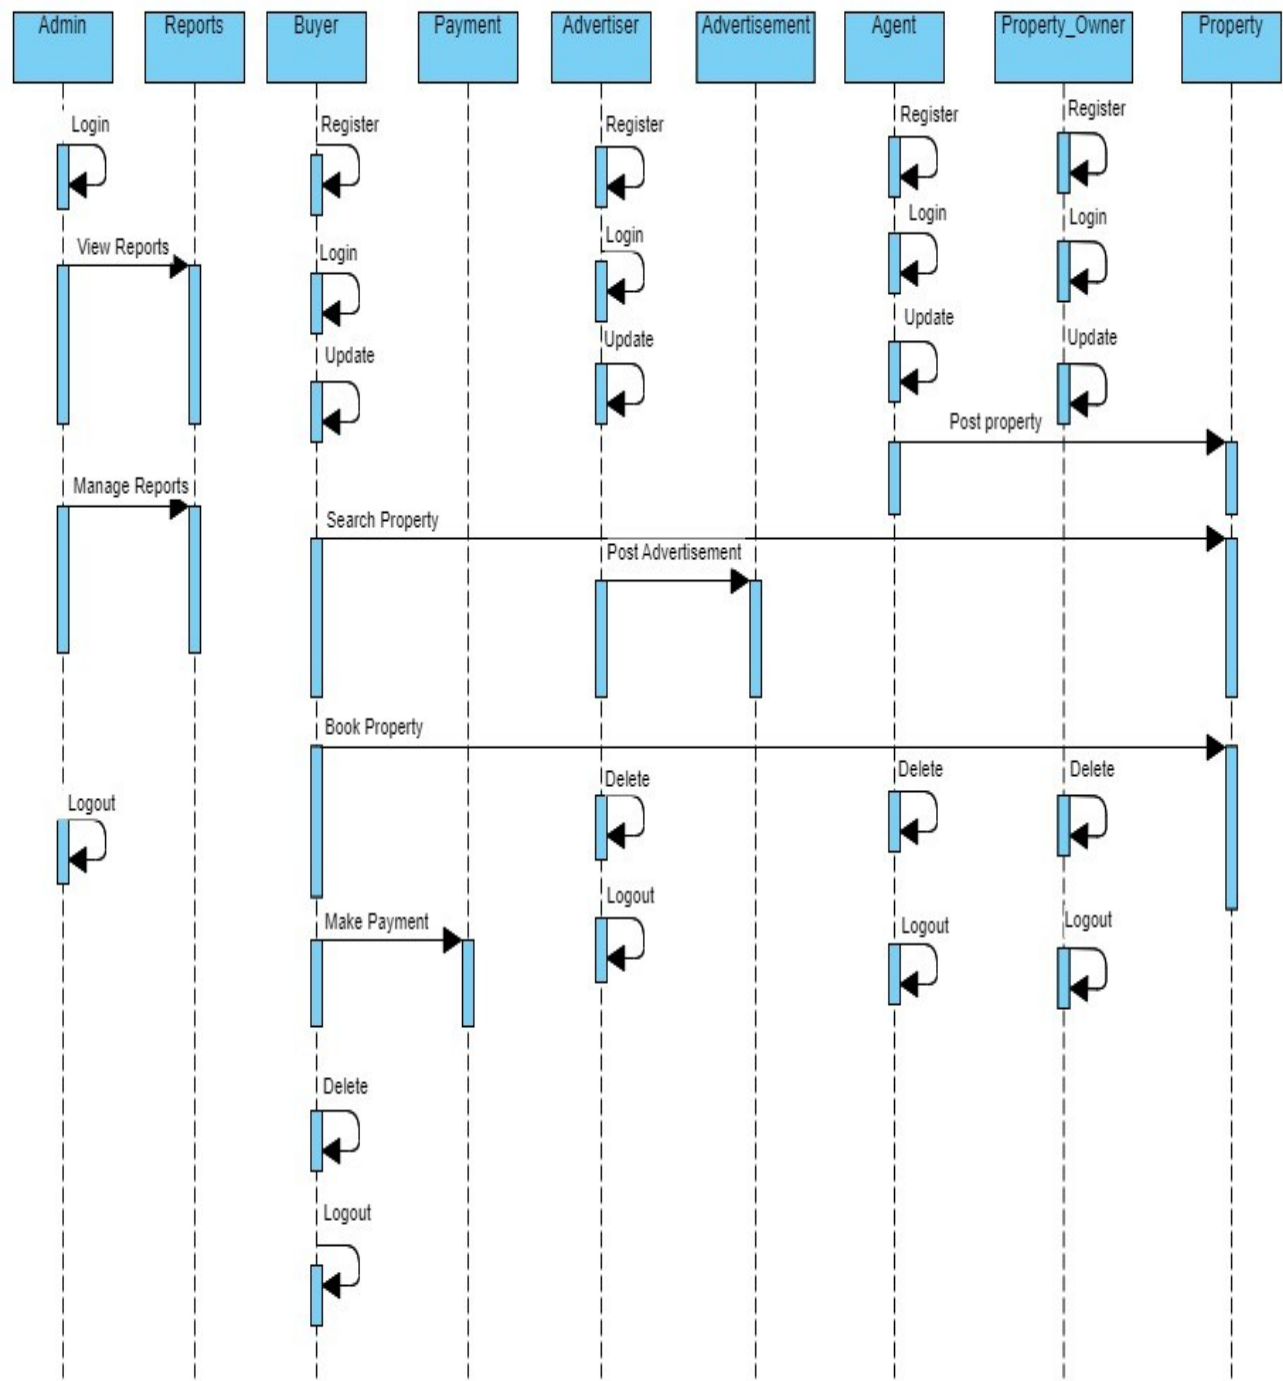 Admin
Reports
Buyer
Payment
Advertiser
Advertisement
Agent
Property_Owner
Property
Login
Register
Register
Register
Register
View Reports
Login
Login
Login
Login
Update
Update
Update
Update
Post property
Manage Reports
Search Property
Post Advertisement
Book Property
Delete
Delete
Delete
Logout
Logout
Make Payment
Logout
Logout
Delete
Logout